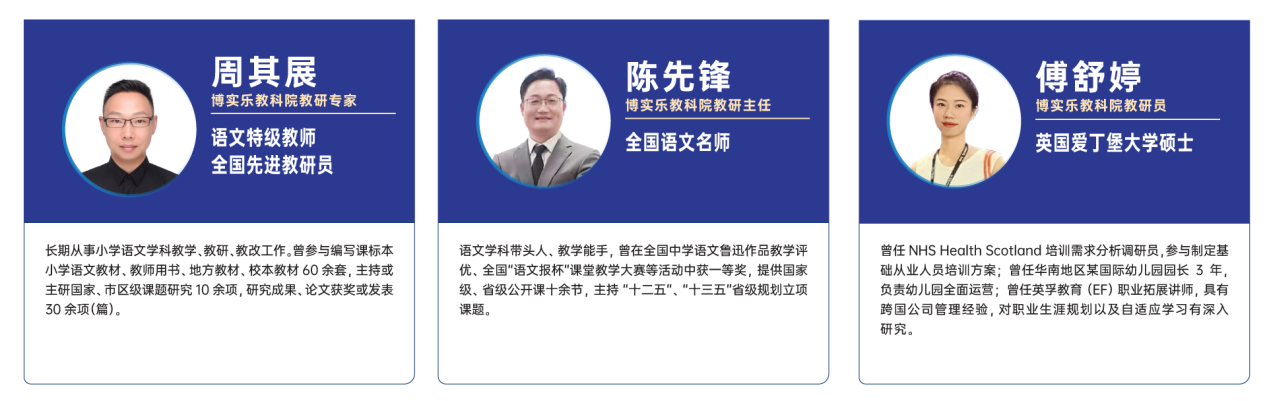 周其展
博实乐教科院教研专家
语文特级教师
全国先进教研员
长期从事小学语文学科教学、教研、教改工作。曾参与编写课标本
小学语文教材、教师用书、地方教材、校本教材 60 余套，主持或
主研国家、市区级课题研究 10 余项，研究成果、论文获奖或发表
30 余项（篇）。
陈先锋
博实乐教科院教研主任
全国语文名师
语文学科带头人、教学能手，曾在全国中学语文鲁迅作品教学评
优、全国“语文报杯”课堂教学大赛等活动中获一等奖，提供国家
级、省级公开课十余节，主持 “十二五”、“十三五”省级规划立项
课题。
傅舒婷
博实乐教科院教研员
英国爱丁堡大学硕士
曾任 NHS Health Scotland 培训需求分析调研员，参与制定基
础从业人员培训方案；曾任华南地区某国际幼儿园园长 3 年，
负责幼儿园全面运营；曾任英孚教育（EF）职业拓展讲师，具有
跨国公司管理经验，对职业生涯规划以及自适应学习有深入
研究。